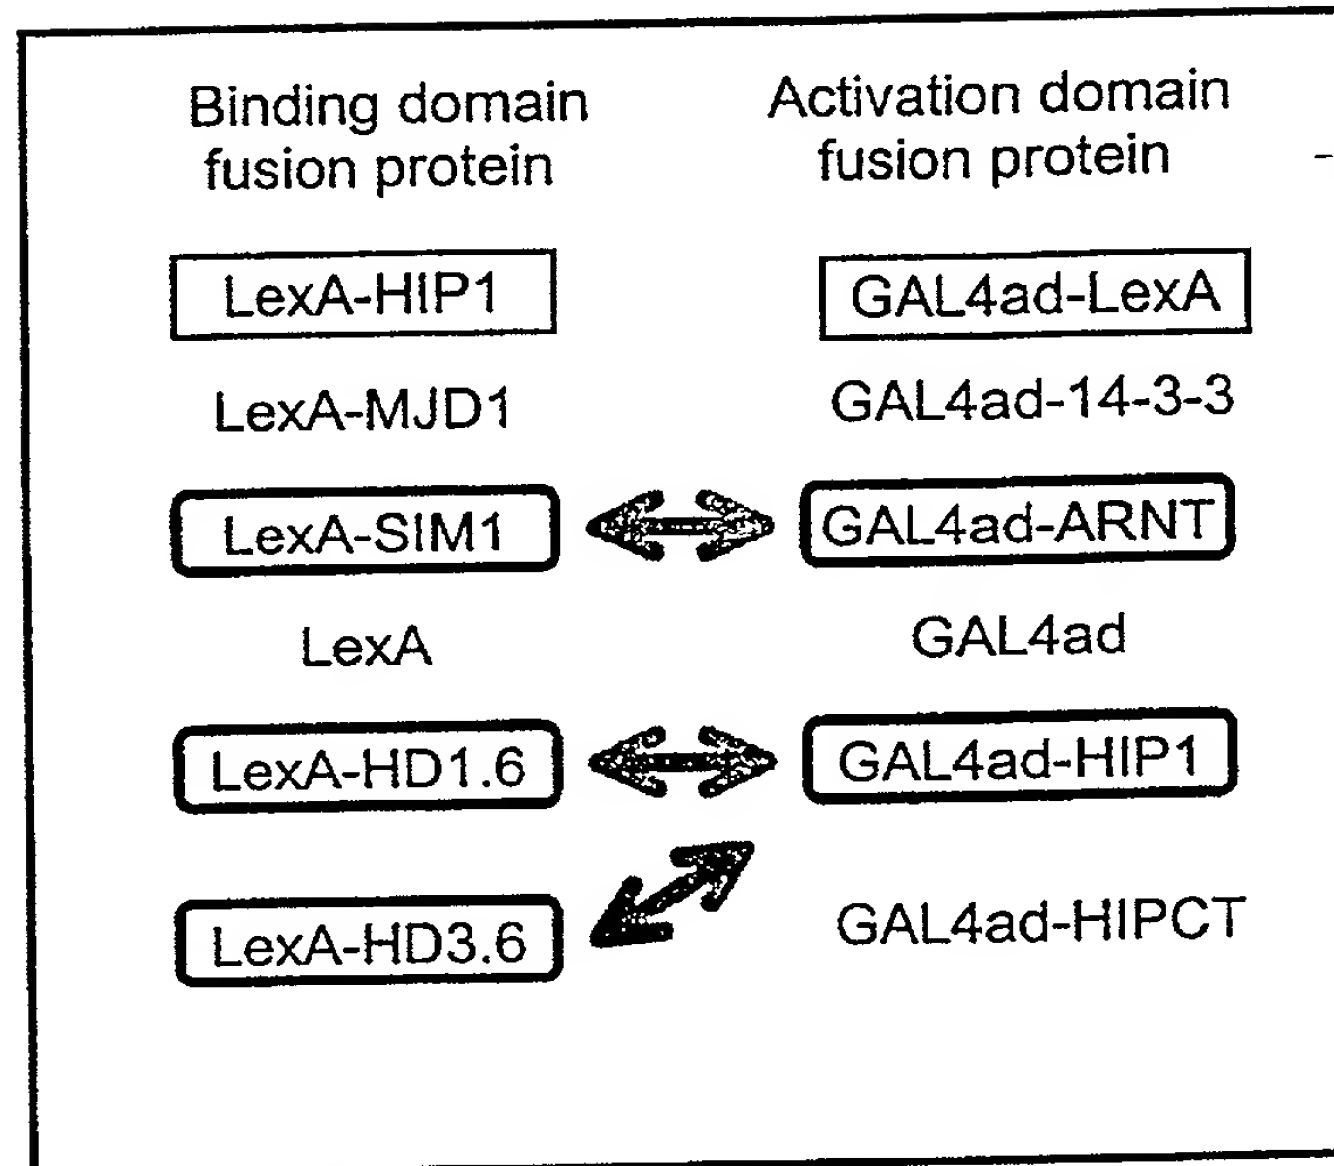 Binding domain
fusion protein
Activation domain
fusion protein
LexA-HIP1
GAL4ad-LexA
LexA-MJD1
GAL4ad-14-3-3
LexA-SIM1
GAL4ad-ARNT
LexA
GAL4ad
LexA-HD1.6
GAL4ad-HIP1
LexA-HD3.6
GAL4ad-HIPCT